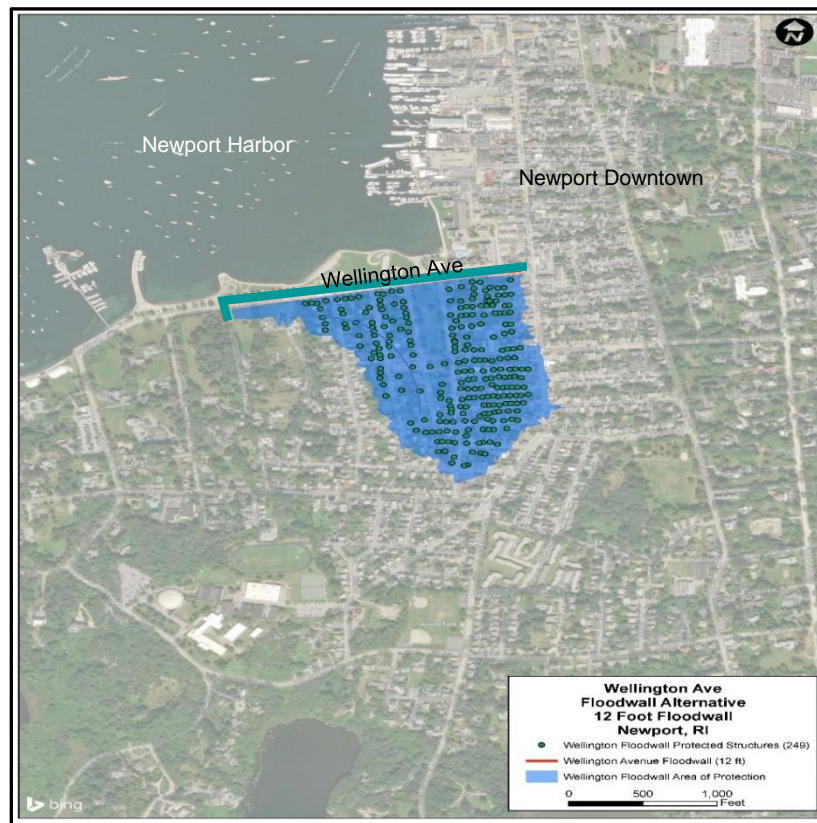 N
Newport Harbor
Newport Downtown
Wellington Ave
Wellington Ave
Floodwall Alternative
12 Foot Floodwall
Newport, RI
Wellington Floodwall Protected Structures (249)
Wellington Avenue Floodwall (12 ft)
Wellington Floodwall Area of Protection
0 500 1,000
Feet
bing